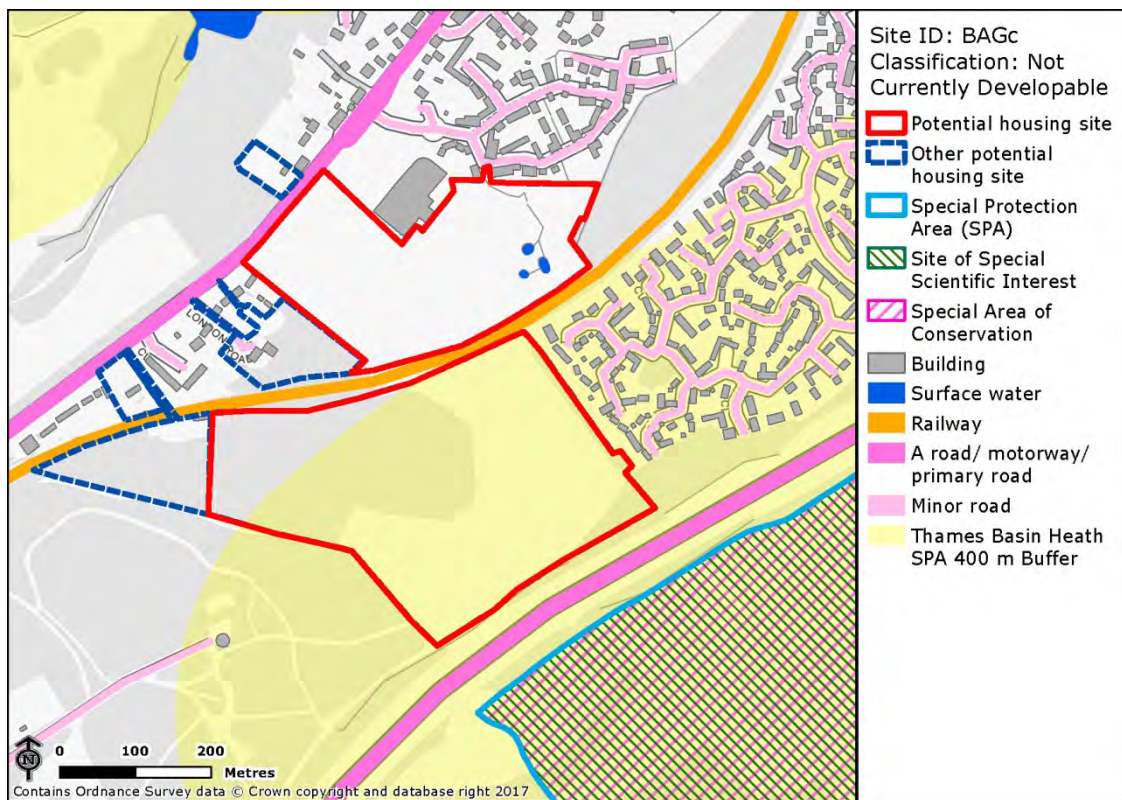 Site ID: BAGc
Classification: Not
Currently Developable
Potential housing site
Other potential
housing site
Special Protection
Area (SPA)
Site of Special
Scientific Interest
Special Area of
Conservation
Building
Surface water
Railway
A road/ motorway/
primary road
Minor road
Thames Basin Heath
SPA 400 m Buffer
LONDON ROAD
N
0 100 200
Metres
Contains Ordnance Survey data © Crown copyright and database right 2017